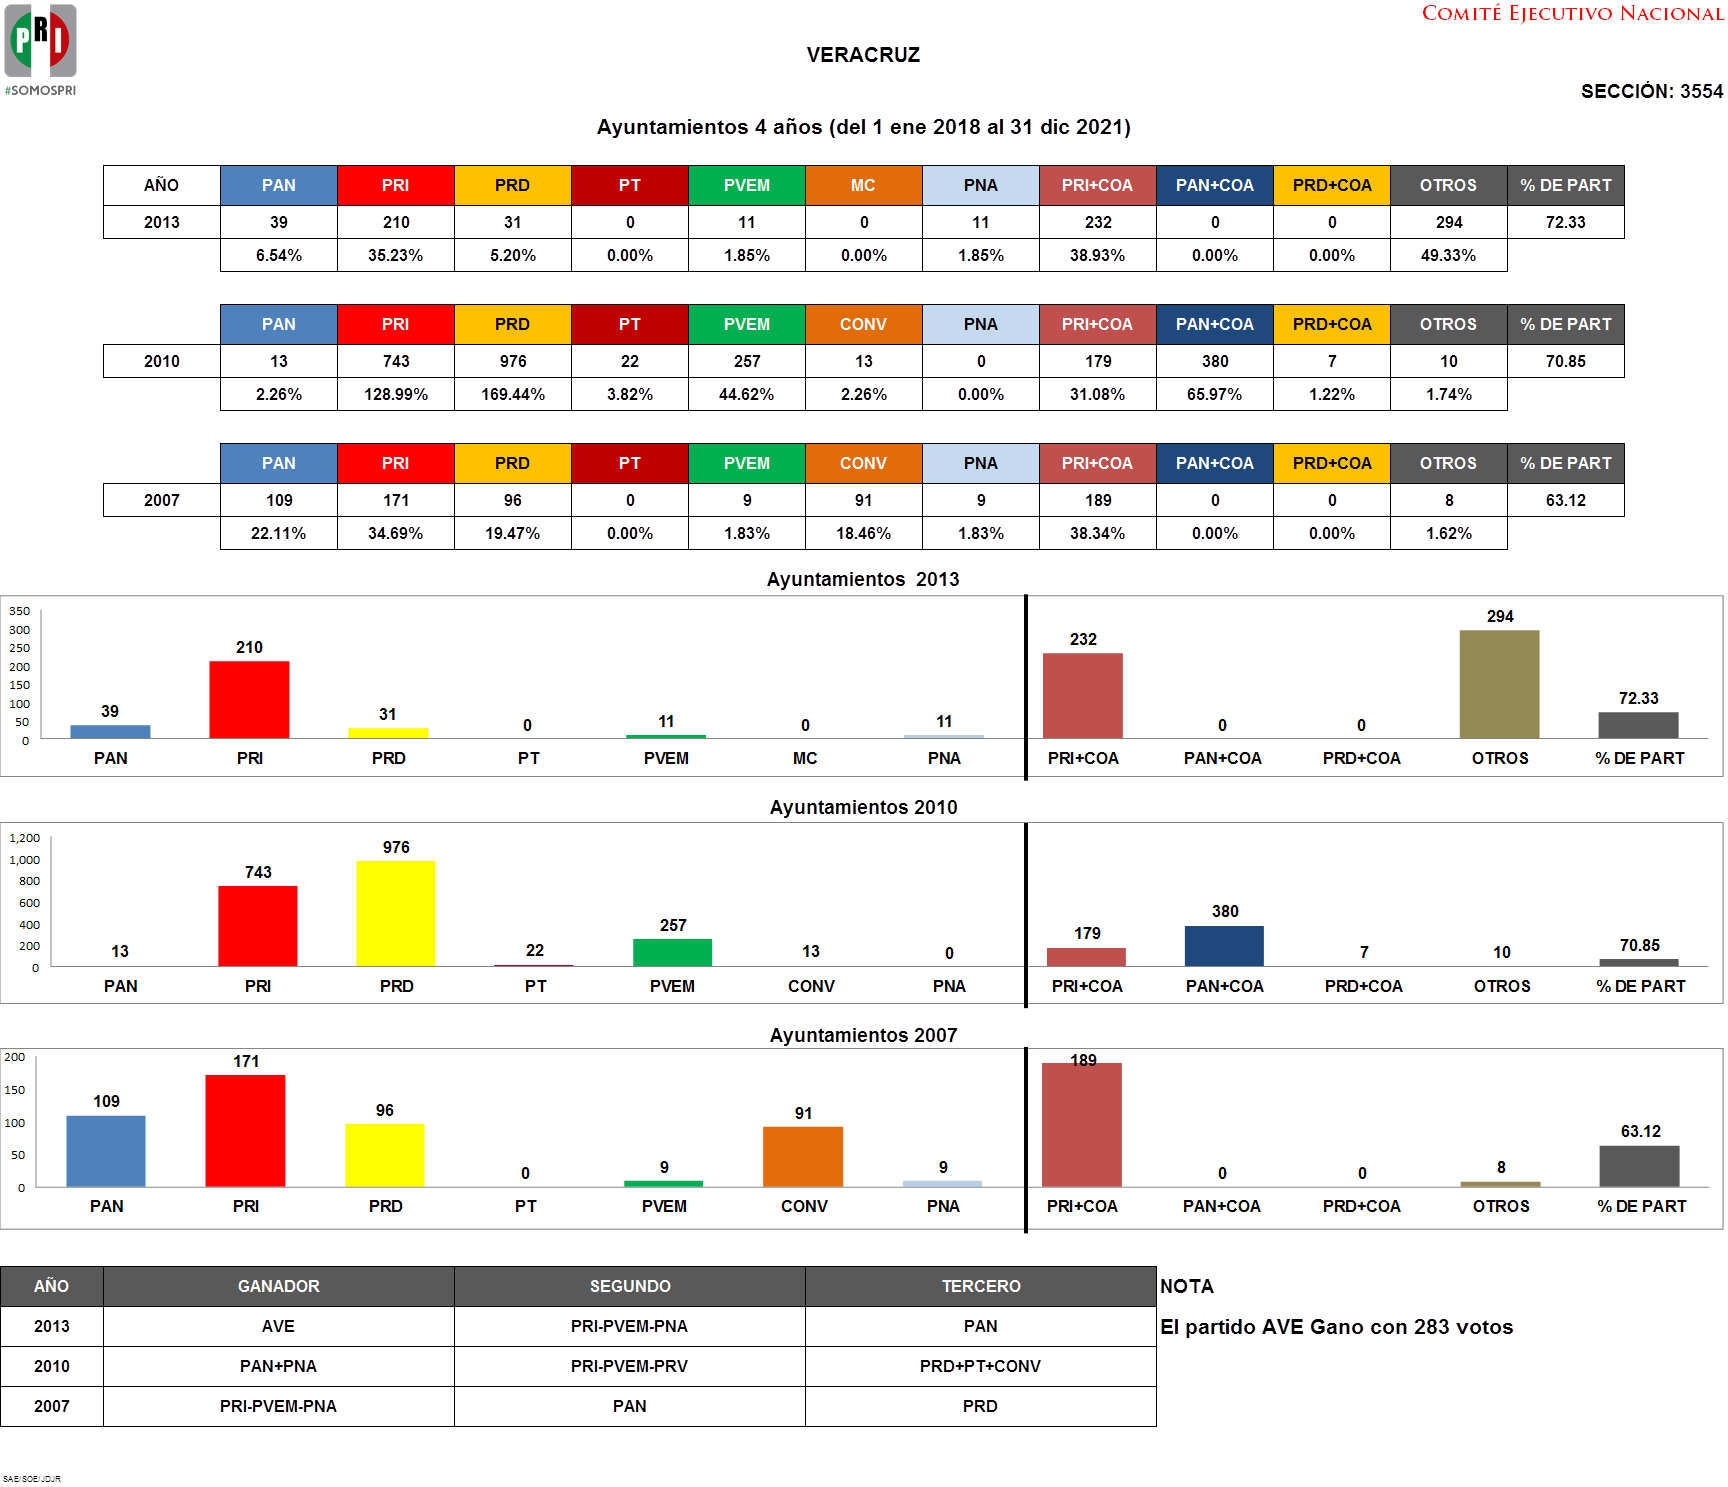 PRI
#SOMOSPRI
COMITÉ EJECUTIVO NACIONAL
VERACRUZ
SECCIÓN: 3554
Ayuntamientos 4 años (del 1 ene 2018 al 31 dic 2021)
AÑO PAN PRI PRD PT PVEM MC PNA PRI+COA PAN+COA PRD+COA OTROS % DE PART
2013 39 210 31 0 11 0 11 232 0 0 294 72.33
6.54% 35.23% 5.20% 0.00% 1.85% 0.00% 1.85% 38.93% 0.00% 0.00% 49.33%
PAN PRI PRD PT PVEM CONV PNA PRI+COA PAN+COA PRD+COA OTROS % DE PART
2010 13 743 976 22 257 13 0 179 380 7 10 70.85
2.26% 128.99% 169.44% 3.82% 44.62% 2.26% 0.00% 31.08% 65.97% 1.22% 1.74%
PAN PRI PRD PT PVEM CONV PNA PRI+COA PAN+COA PRD+COA OTROS % DE PART
2007 109 171 96 0 9 91 9 189 0 0 8 63.12
22.11% 34.69% 19.47% 0.00% 1.83% 18.46% 1.83% 38.34% 0.00% 0.00% 1.62%
Ayuntamientos 2013
350
300
250
200
150
100
50
0
39 210 31 0 11 0 11 232 0 0 294 72.33
PAN PRI PRD PT PVEM MC PNA PRI+COA PAN+COA PRD+COA OTROS % DE PART
Ayuntamientos 2010
1,200
1,000
800
600
400
200
0
13 743 976 22 257 13 0 179 380 7 10 70.85
PAN PRI PRD PT PVEM CONV PNA PRI+COA PAN+COA PRD+COA OTROS % DE PART
Ayuntamientos 2007
200
150
100
50
0
109 171 96 0 9 91 9 189 0 0 8 63.12
PAN PRI PRD PT PVEM CONV PNA PRI+COA PAN+COA PRD+COA OTROS % DE PART
AÑO GANADOR SEGUNDO TERCERO NOTA
2013 AVE PRI-PVEM-PNA PAN El partido AVE Gano con 283 votos
2010 PAN+PNA PRI-PVEM-PRV PRD+PT+CONV
2007 PRI-PVEM-PNA PAN PRD
SAE/SOE/JDJR